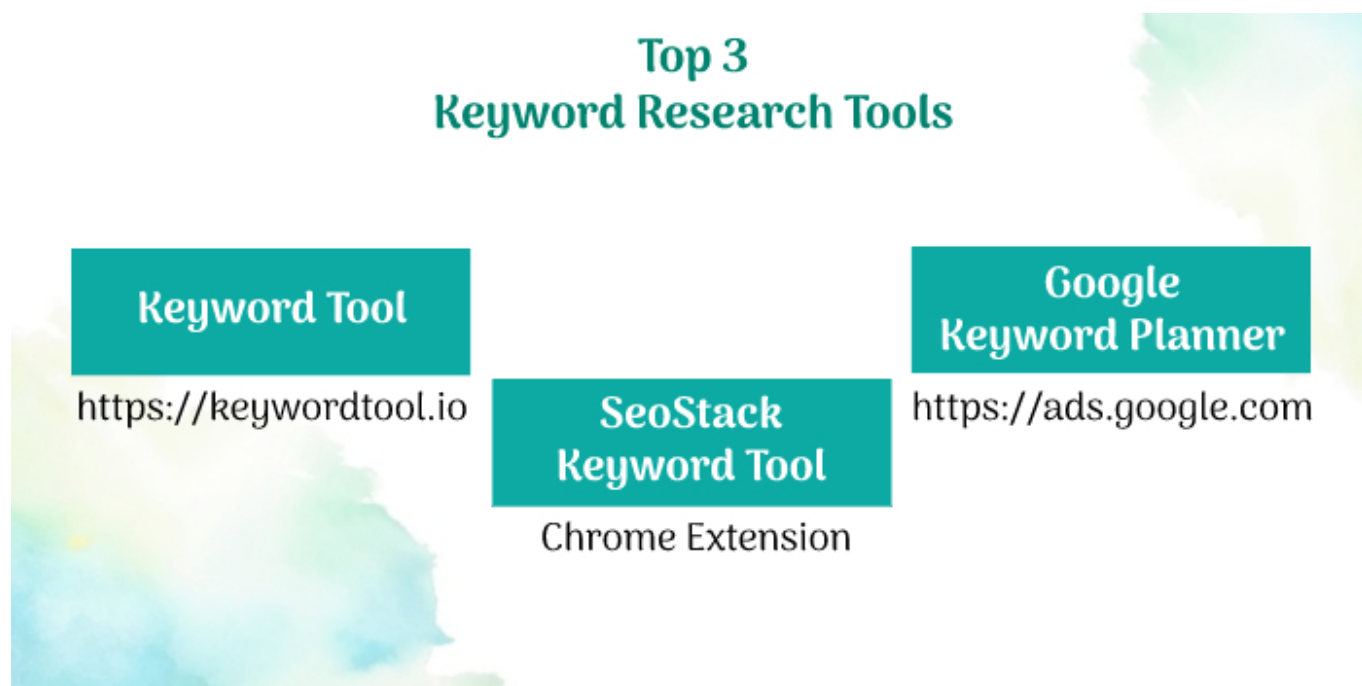 Top 3
Keyword Research Tools
Keyword Tool
https://keywordtool.io
SeoStack
Keyword Tool
Chrome Extension
Google
Keyword Planner
https://ads.google.com